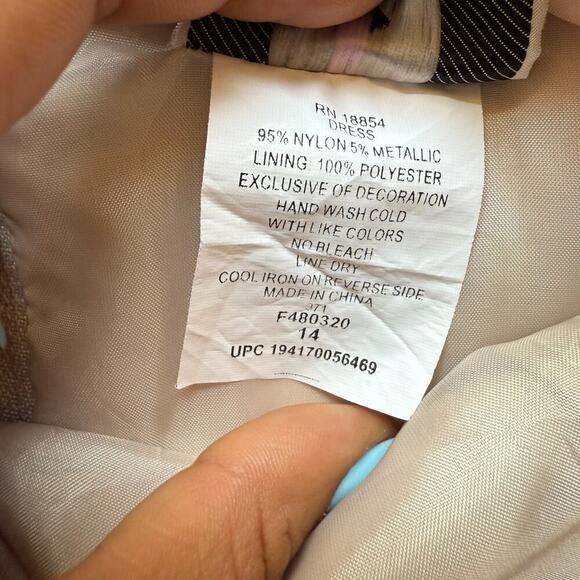 RN 18854
DRESS
95% NYLON 5% METALLIC
LINING: 100% POLYESTER
EXCLUSIVE OF DECORATION
HAND WASH COLD
WITH LIKE COLORS
NO BLEACH
LINE DRY
COOL IRON ON REVERSE SIDE
MADE IN CHINA
971
F480320
14
UPC 194170056469